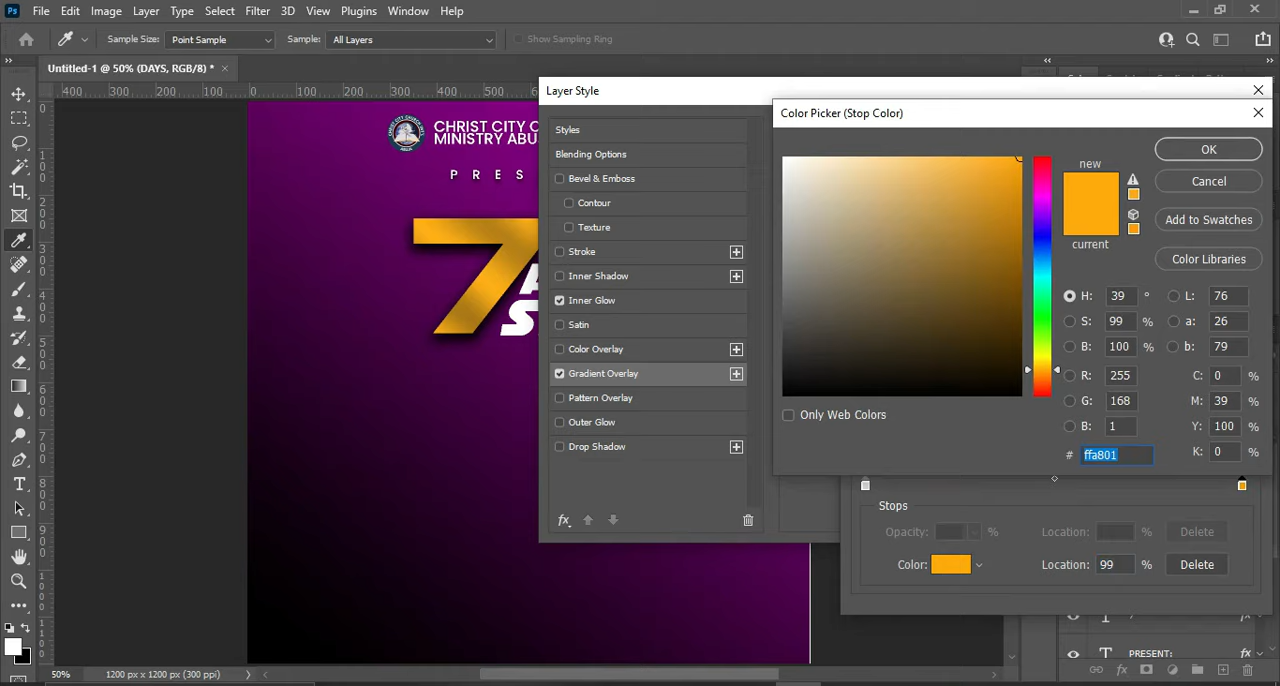 Ps File Edit Image Layer Type Select Filter 3D View Plugins Window Help
Sample Size: Point Sample Sample: All Layers Show Sampling Ring
Untitled-1 @ 50% (DAYS, RGB/8) * ×
400 300 200 100 0 100 200 300 400 500
CHRIST CITY C
MINISTRY ABU
P R E S
7
S
Layer Style
Styles
Blending Options
Bevel & Emboss
Contour
Texture
Stroke
Inner Shadow
Inner Glow
Satin
Color Overlay
Gradient Overlay
Pattern Overlay
Outer Glow
Drop Shadow
fx
Color Picker (Stop Color)
new
current
OK
Cancel
Add to Swatches
Color Libraries
H: 39 °
S: 99 %
B: 100 %
R: 255
G: 168
B: 1
# ffa801
L: 76
a: 26
b: 79
C: 0 %
M: 39 %
Y: 100 %
K: 0 %
Only Web Colors
Stops
Opacity: % Location: % Delete
Color: Location: 99 % Delete
T fx
T PRESENT: fx
50% 1200 px x 1200 px (300 ppi)